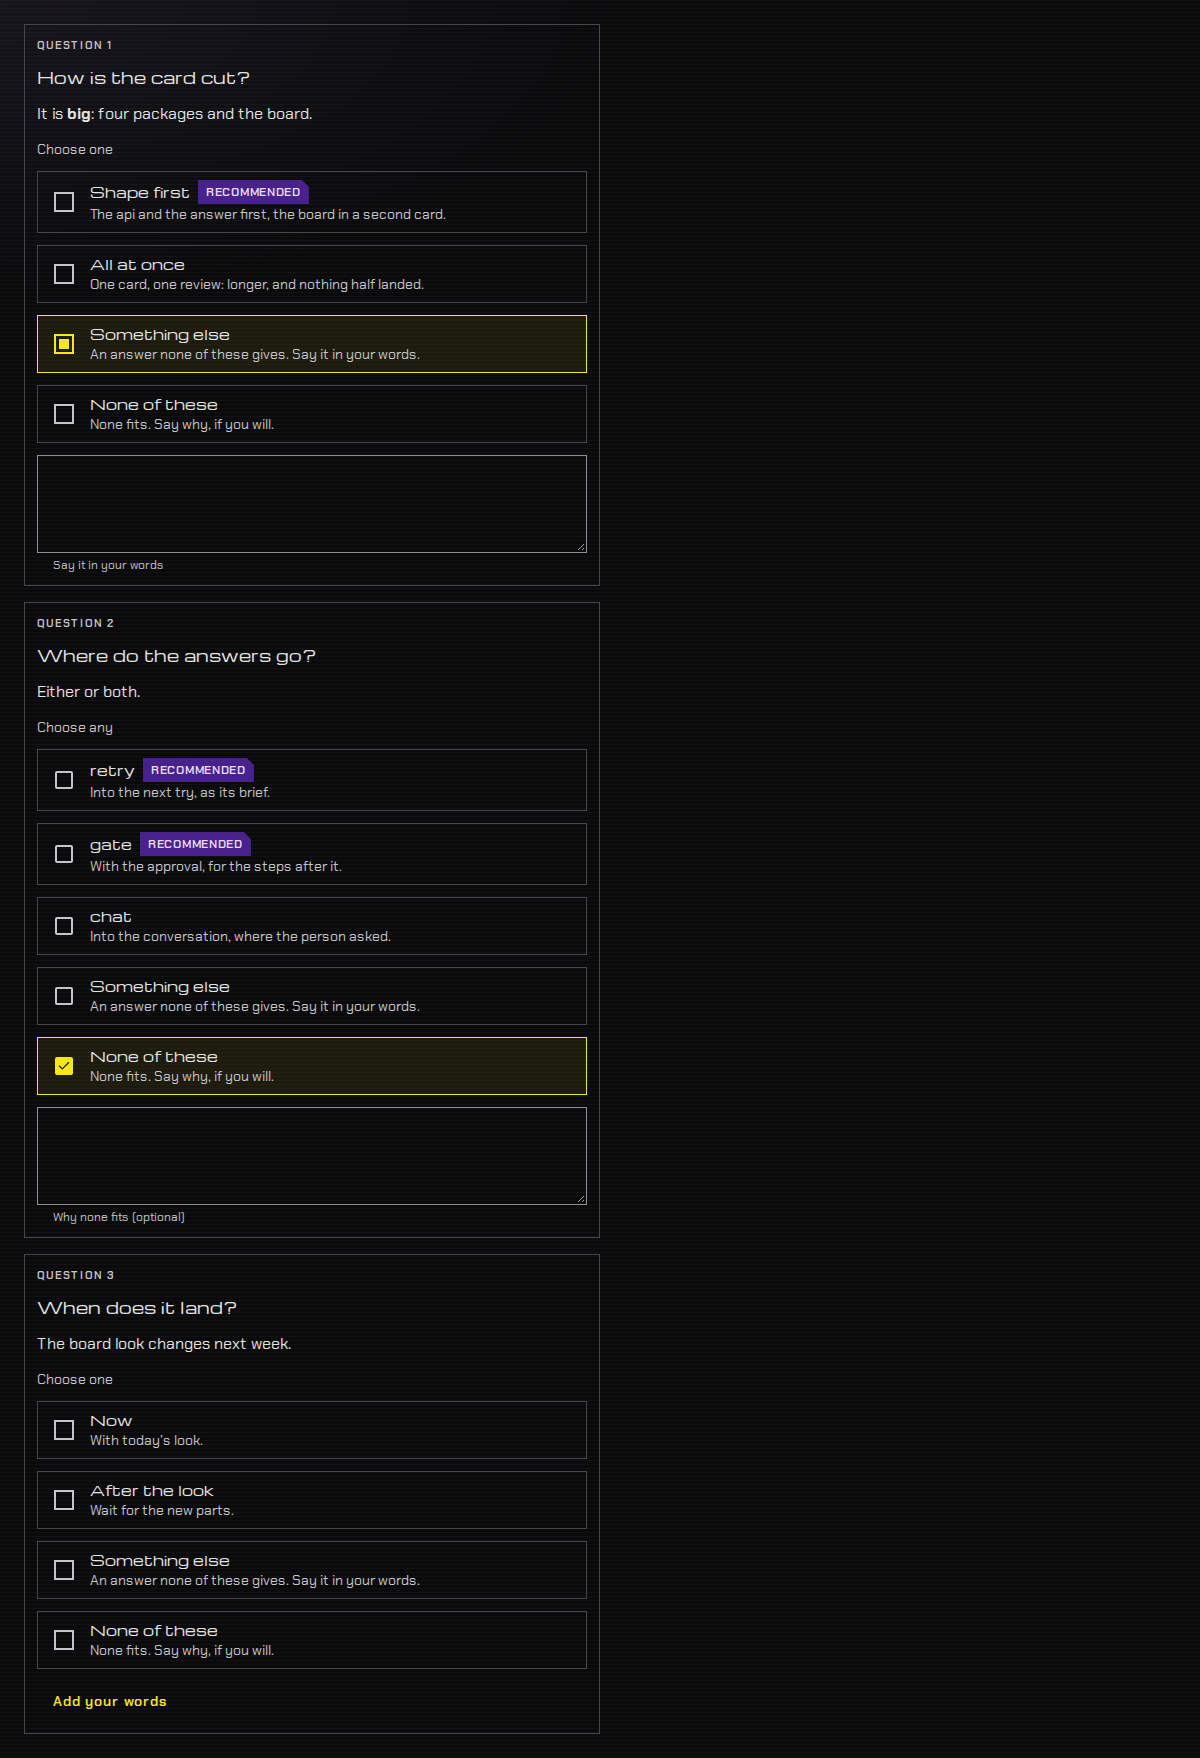 QUESTION 1
How is the card cut?
It is big: four packages and the board.
Choose one
Shape first RECOMMENDED
The api and the answer first, the board in a second card.
All at once
One card, one review: longer, and nothing half landed.
Something else
An answer none of these gives. Say it in your words.
None of these
None fits. Say why, if you will.
Say it in your words
QUESTION 2
Where do the answers go?
Either or both.
Choose any
retry RECOMMENDED
Into the next try, as its brief.
gate RECOMMENDED
With the approval, for the steps after it.
chat
Into the conversation, where the person asked.
Something else
An answer none of these gives. Say it in your words.
None of these
None fits. Say why, if you will.
Why none fits (optional)
QUESTION 3
When does it land?
The board look changes next week.
Choose one
Now
With today's look.
After the look
Wait for the new parts.
Something else
An answer none of these gives. Say it in your words.
None of these
None fits. Say why, if you will.
Add your words